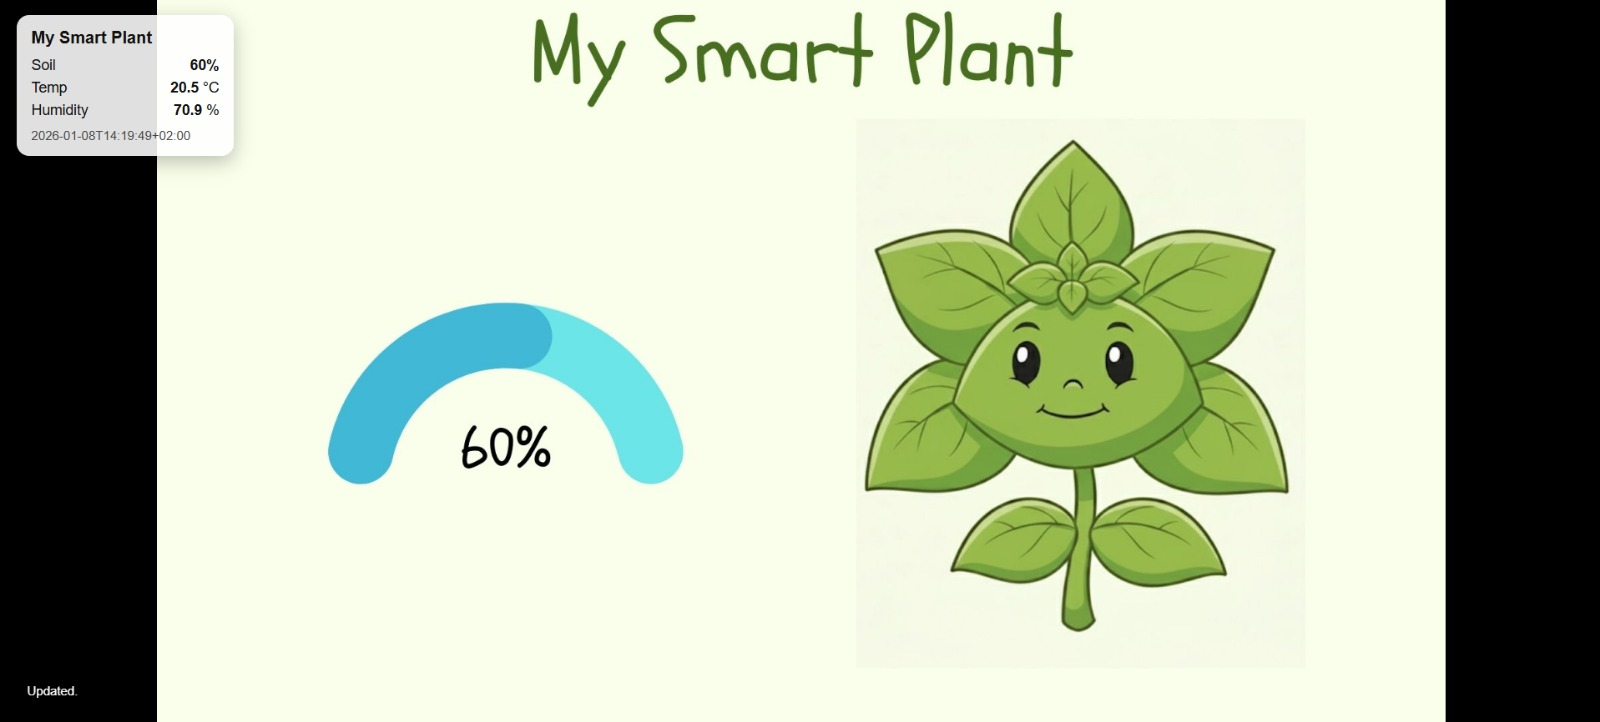 My Smart Plant
My Smart Plant
Soil 60%
Temp 20.5 °C
Humidity 70.9 %
2026-01-08T14:19:49+02:00
60%
Updated.